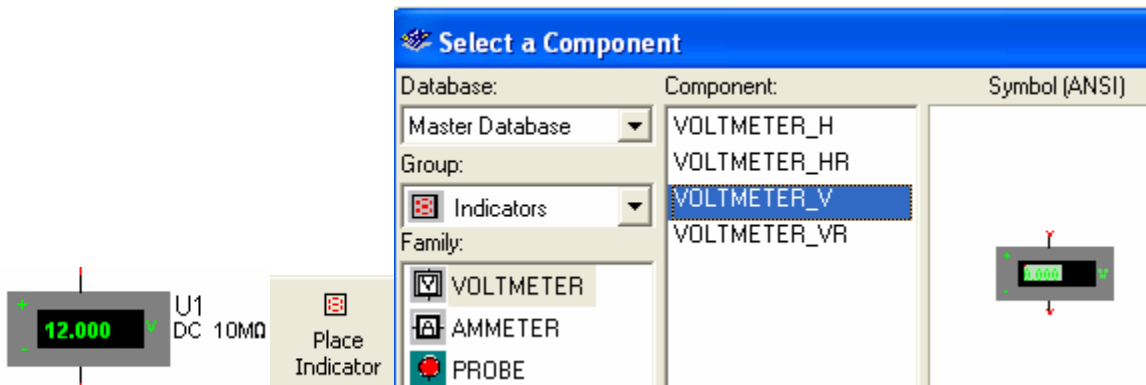 Select a Component
Database:
Component:
Symbol (ANSI)
Master Database
VOLTMETER_H
VOLTMETER_HR
VOLTMETER_V
VOLTMETER_VR
Group:
Indicators
Family:
VOLTMETER
AMMETER
PROBE
+
0.000 V
-
+
12.000 V
-
U1
DC 10MΩ
Place
Indicator